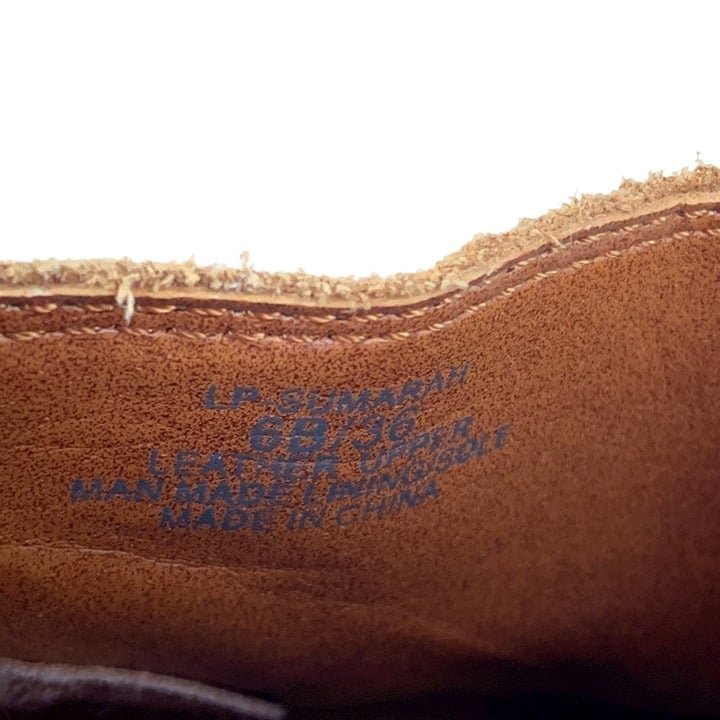 LP-SUMARAH
6B/36
LEATHER UPPER
MAN MADE LINING/SOLE
MADE IN CHINA